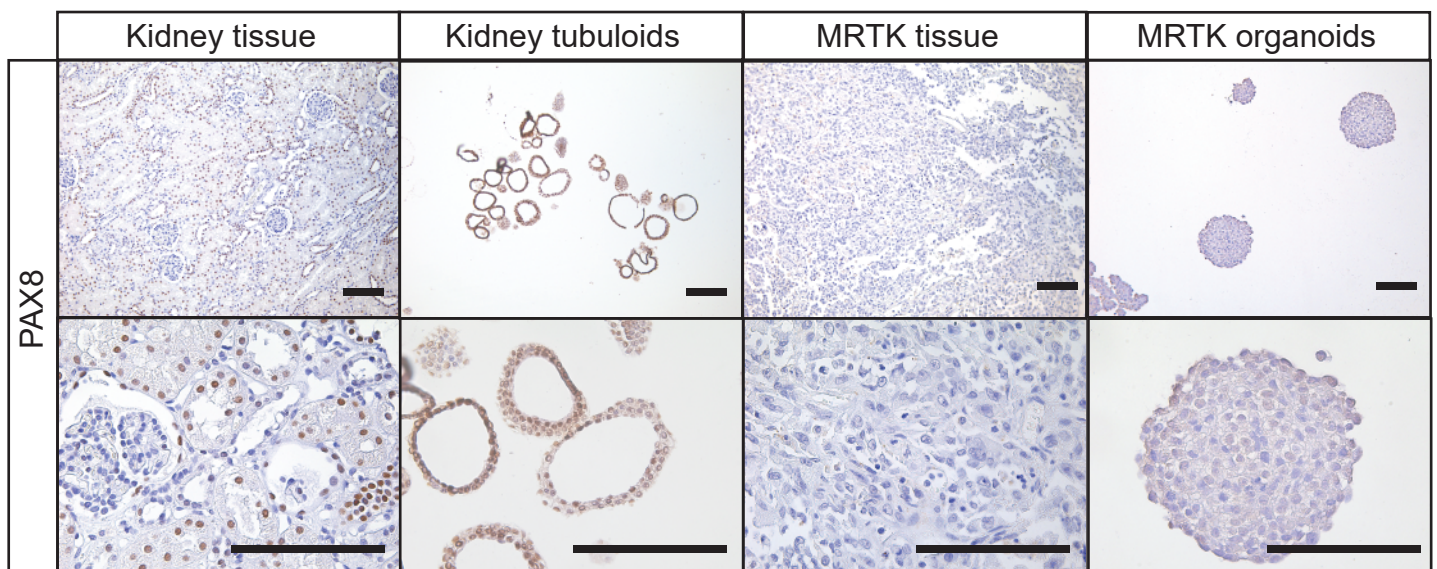 Kidney tissue
Kidney tubuloids
MRTK tissue
MRTK organoids
PAX8